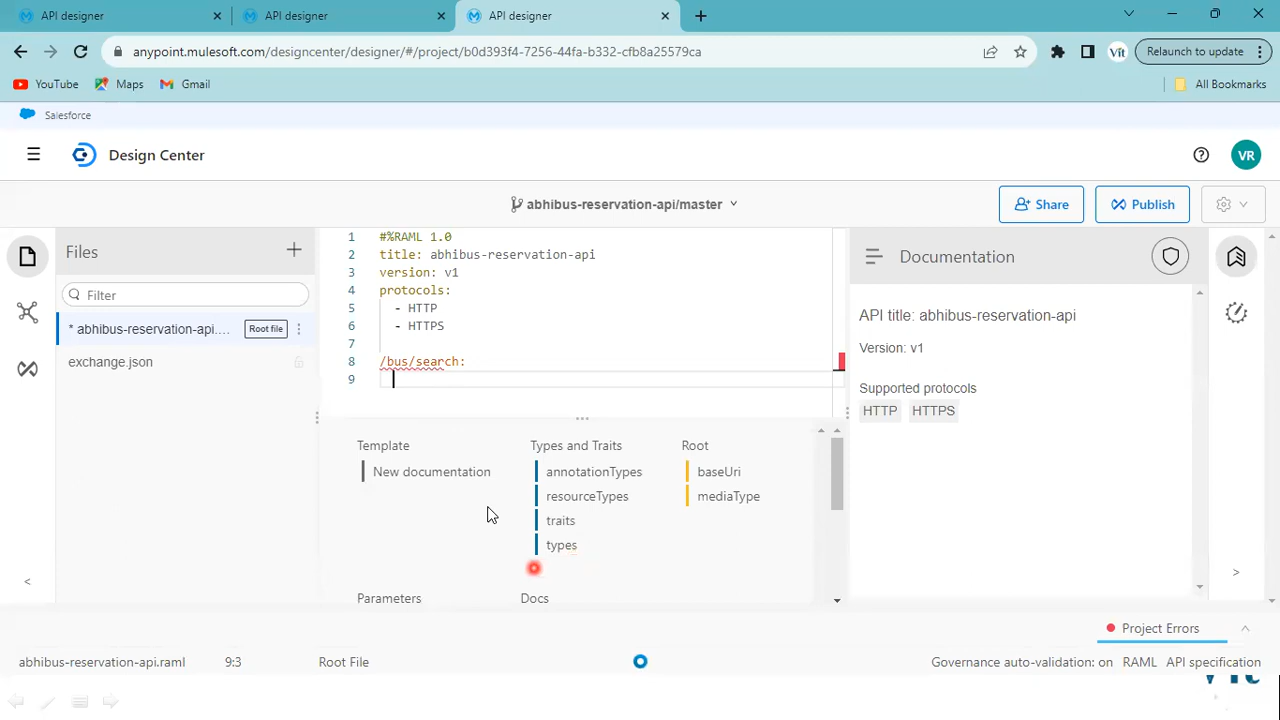 API designer
API designer
API designer
anypoint.mulesoft.com/designcenter/designer/#/project/b0d393f4-7256-44fa-b332-cfb8a25579ca
Vit
Relaunch to update
YouTube
Maps
Gmail
All Bookmarks
Salesforce
Design Center
VR
abhibus-reservation-api/master
Share
Publish
Files
Filter
* abhibus-reservation-api....
Root file
exchange.json
1 #%RAML 1.0
2 title: abhibus-reservation-api
3 version: v1
4 protocols:
5 - HTTP
6 - HTTPS
7
8 /bus/search:
9
Template
New documentation
Types and Traits
annotationTypes
resourceTypes
traits
types
Root
baseUri
mediaType
Parameters
Docs
Documentation
API title: abhibus-reservation-api
Version: v1
Supported protocols
HTTP HTTPS
Project Errors
abhibus-reservation-api.raml
9:3
Root File
Governance auto-validation: on
RAML
API specification